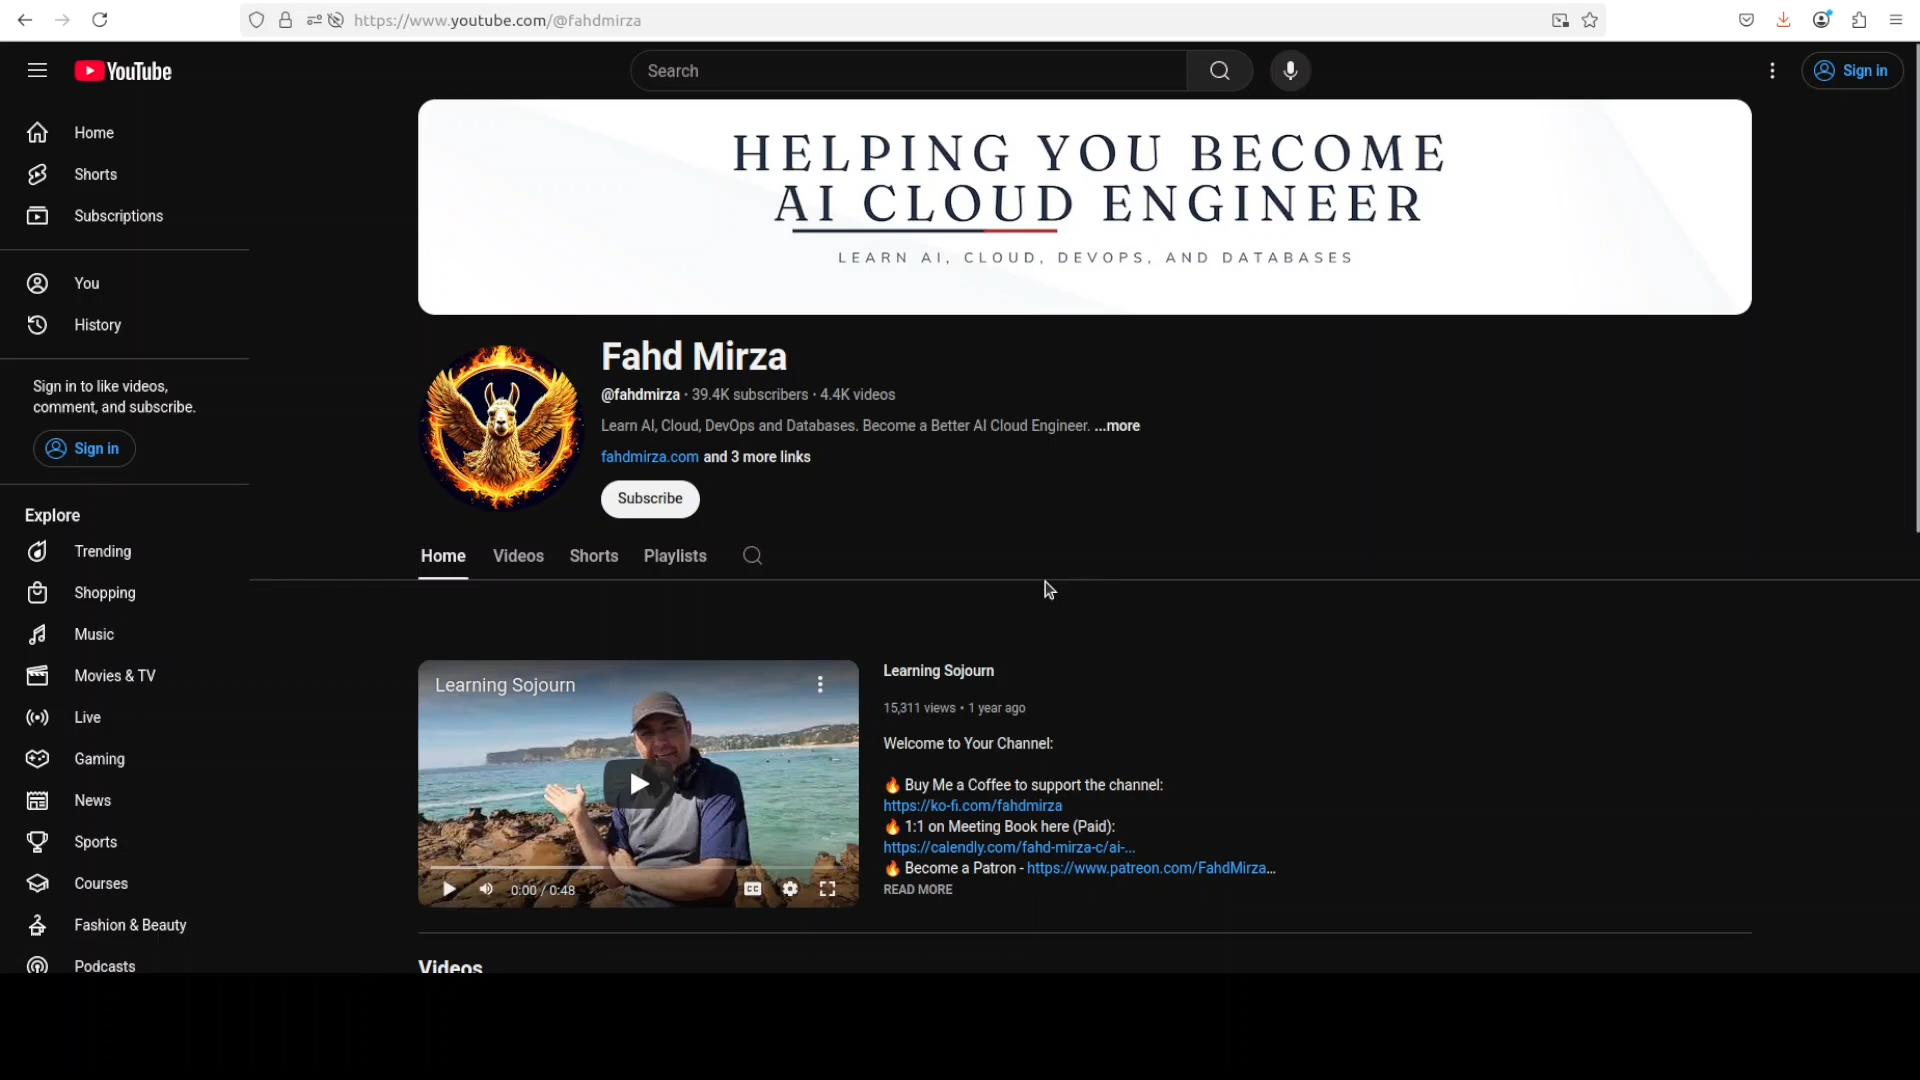 https://www.youtube.com/@fahdmirza
YouTube
Search
Sign in
Home
Shorts
Subscriptions
You
History
Sign in to like videos,
comment, and subscribe.
Sign in
Explore
Trending
Shopping
Music
Movies & TV
Live
Gaming
News
Sports
Courses
Fashion & Beauty
Podcasts
HELPING YOU BECOME
AI CLOUD ENGINEER
LEARN AI, CLOUD, DEVOPS, AND DATABASES
Fahd Mirza
@fahdmirza · 39.4K subscribers · 4.4K videos
Learn AI, Cloud, DevOps and Databases. Become a Better AI Cloud Engineer. ...more
fahdmirza.com and 3 more links
Subscribe
Home Videos Shorts Playlists
Learning Sojourn
0:00 / 0:48
CC
Learning Sojourn
15,311 views • 1 year ago
Welcome to Your Channel:
🔥 Buy Me a Coffee to support the channel:
https://ko-fi.com/fahdmirza
🔥 1:1 on Meeting Book here (Paid):
https://calendly.com/fahd-mirza-c/ai-...
🔥 Become a Patron - https://www.patreon.com/FahdMirza...
READ MORE
Videos